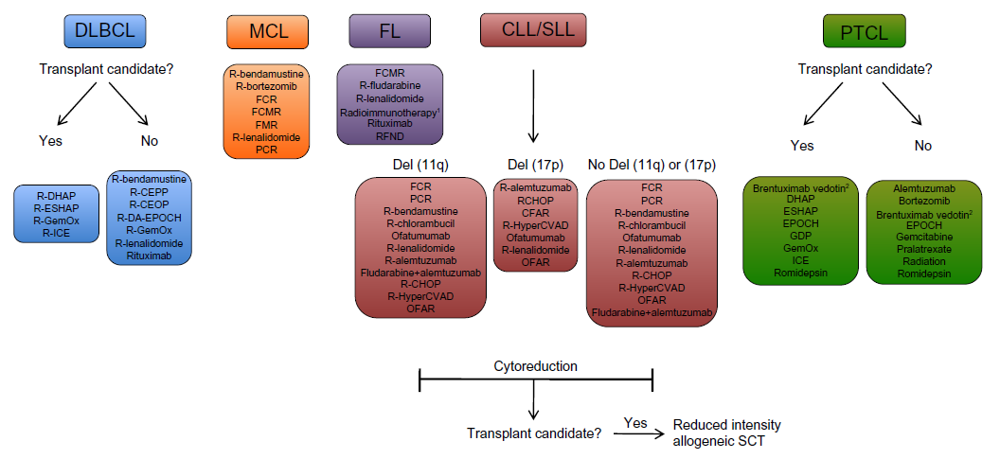 DLBCL
Transplant candidate?
Yes
No
R-DHAP
R-ESHAP
R-GemOx
R-ICE
R-bendamustine
R-CEPP
R-CEOP
R-DA-EPOCH
R-GemOx
R-lenalidomide
Rituximab
MCL
R-bendamustine
R-bortezomib
FCR
FCMR
FMR
R-lenalidomide
PCR
FL
FCMR
R-fludarabine
R-lenalidomide
Radioimmunotherapy¹
Rituximab
RFND
CLL/SLL
Del (11q)
FCR
PCR
R-bendamustine
R-chlorambucil
Ofatumumab
R-lenalidomide
R-alemtuzumab
Fludarabine+alemtuzumab
R-CHOP
R-HyperCVAD
OFAR
Del (17p)
R-alemtuzumab
RCHOP
CFAR
R-HyperCVAD
Ofatumumab
R-lenalidomide
OFAR
No Del (11q) or (17p)
FCR
PCR
R-bendamustine
R-chlorambucil
Ofatumumab
R-lenalidomide
R-alemzumab
R-CHOP
R-HyperCVAD
OFAR
Fludarabine+alemtuzumab
Cytoreduction
Transplant candidate?
Yes
Reduced intensity
allogeneic SCT
PTCL
Transplant candidate?
Yes
No
Brentuximab vedotin²
DHAP
ESHAP
EPOCH
GDP
GemOx
ICE
Romidepsin
Alemtuzumab
Bortezomib
Brentuximab vedotin²
EPOCH
Gemcitabine
Pralatrexate
Radiation
Romidepsin